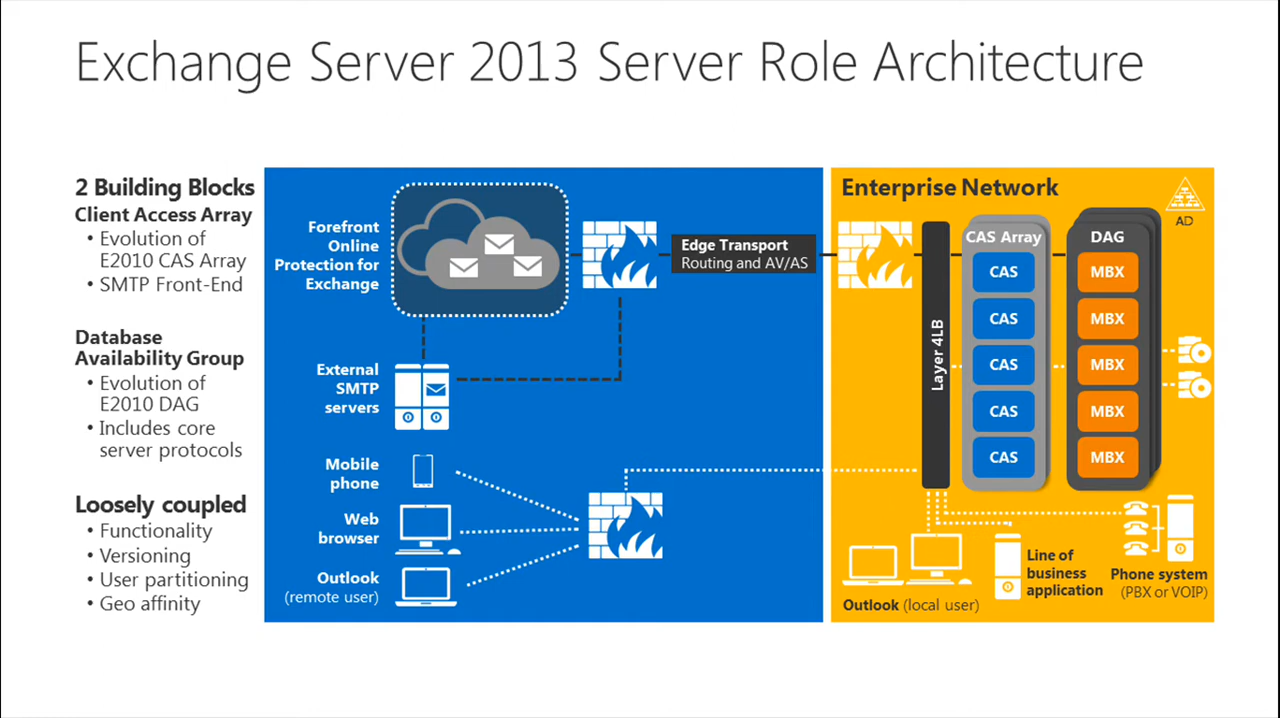 Exchange Server 2013 Server Role Architecture
2 Building Blocks
Client Access Array
• Evolution of
E2010 CAS Array
• SMTP Front-End
Database
Availability Group
• Evolution of
E2010 DAG
• Includes core
server protocols
Loosely coupled
• Functionality
• Versioning
• User partitioning
• Geo affinity
Forefront
Online
Protection for
Exchange
External
SMTP
servers
Mobile
phone
Web
browser
Outlook
(remote user)
Edge Transport
Routing and AV/AS
Enterprise Network
AD
Layer 4LB
CAS Array
CAS
CAS
CAS
CAS
CAS
DAG
MBX
MBX
MBX
MBX
MBX
Outlook (local user)
Line of
business
application
Phone system
(PBX or VOIP)